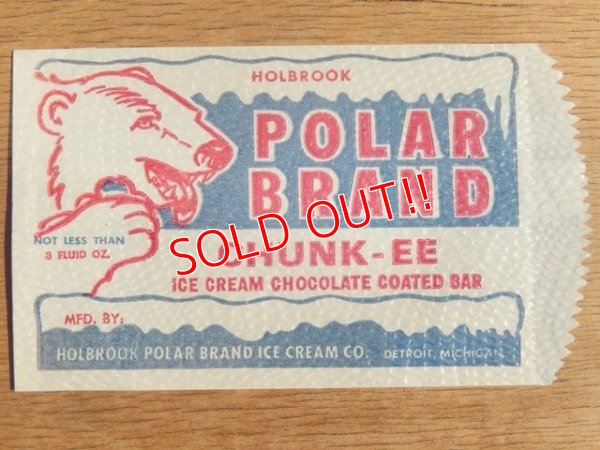 HOLBROOK
POLAR
BRAND
SOLD OUT!!
CHUNK-EE
ICE CREAM CHOCOLATE COATED BAR
NOT LESS THAN
3 FLUID OZ.
MFD. BY:
HOLBROOK POLAR BRAND ICE CREAM CO. DETROIT, MICHIGAN